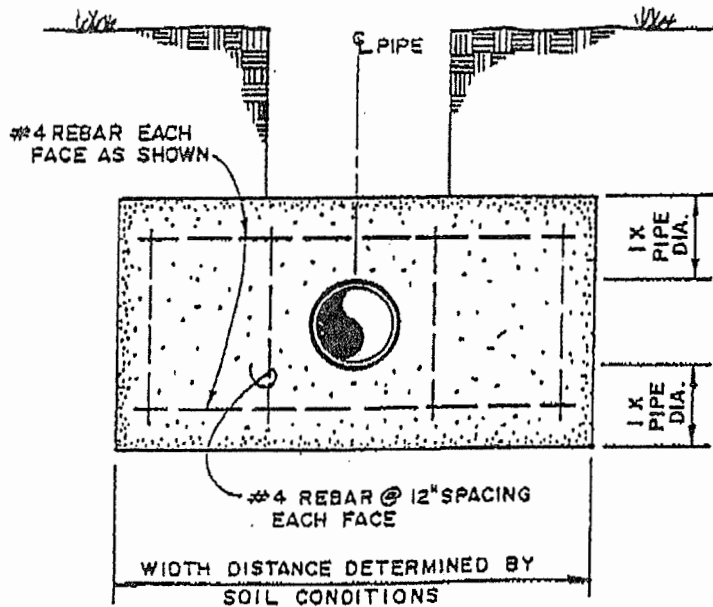 ℄ PIPE
#4 REBAR EACH
FACE AS SHOWN
1 X
PIPE
DIA.
1 X
PIPE
DIA.
#4 REBAR @ 12" SPACING
EACH FACE
WIDTH DISTANCE DETERMINED BY
SOIL CONDITIONS